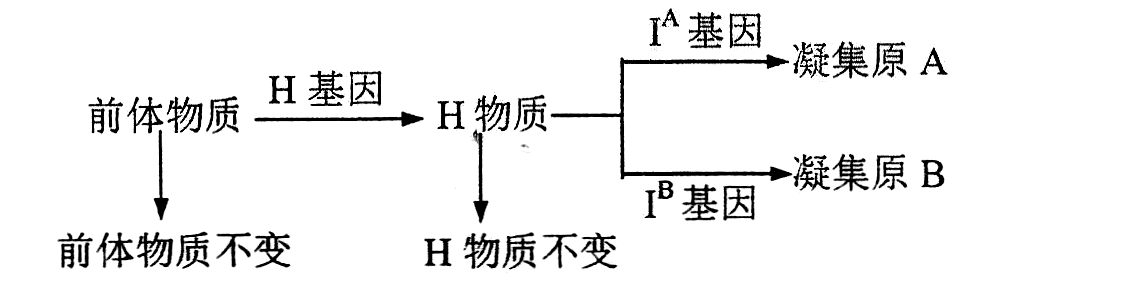 I^A 基因
凝集原 A
H 基因
前体物质
H 物质
凝集原 B
I^B 基因
前体物质不变
H 物质不变